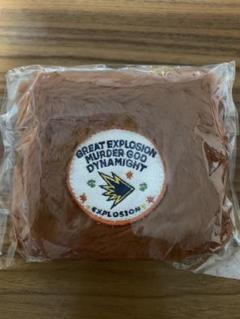 GREAT EXPLOSION
MURDER GOD
DYNAMIGHT
EXPLOSION